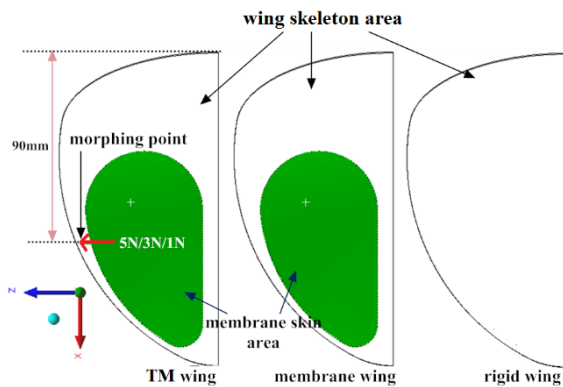 wing skeleton area
morphing point
90mm
5N/3N/1N
membrane skin
area
Z
X
TM wing
membrane wing
rigid wing